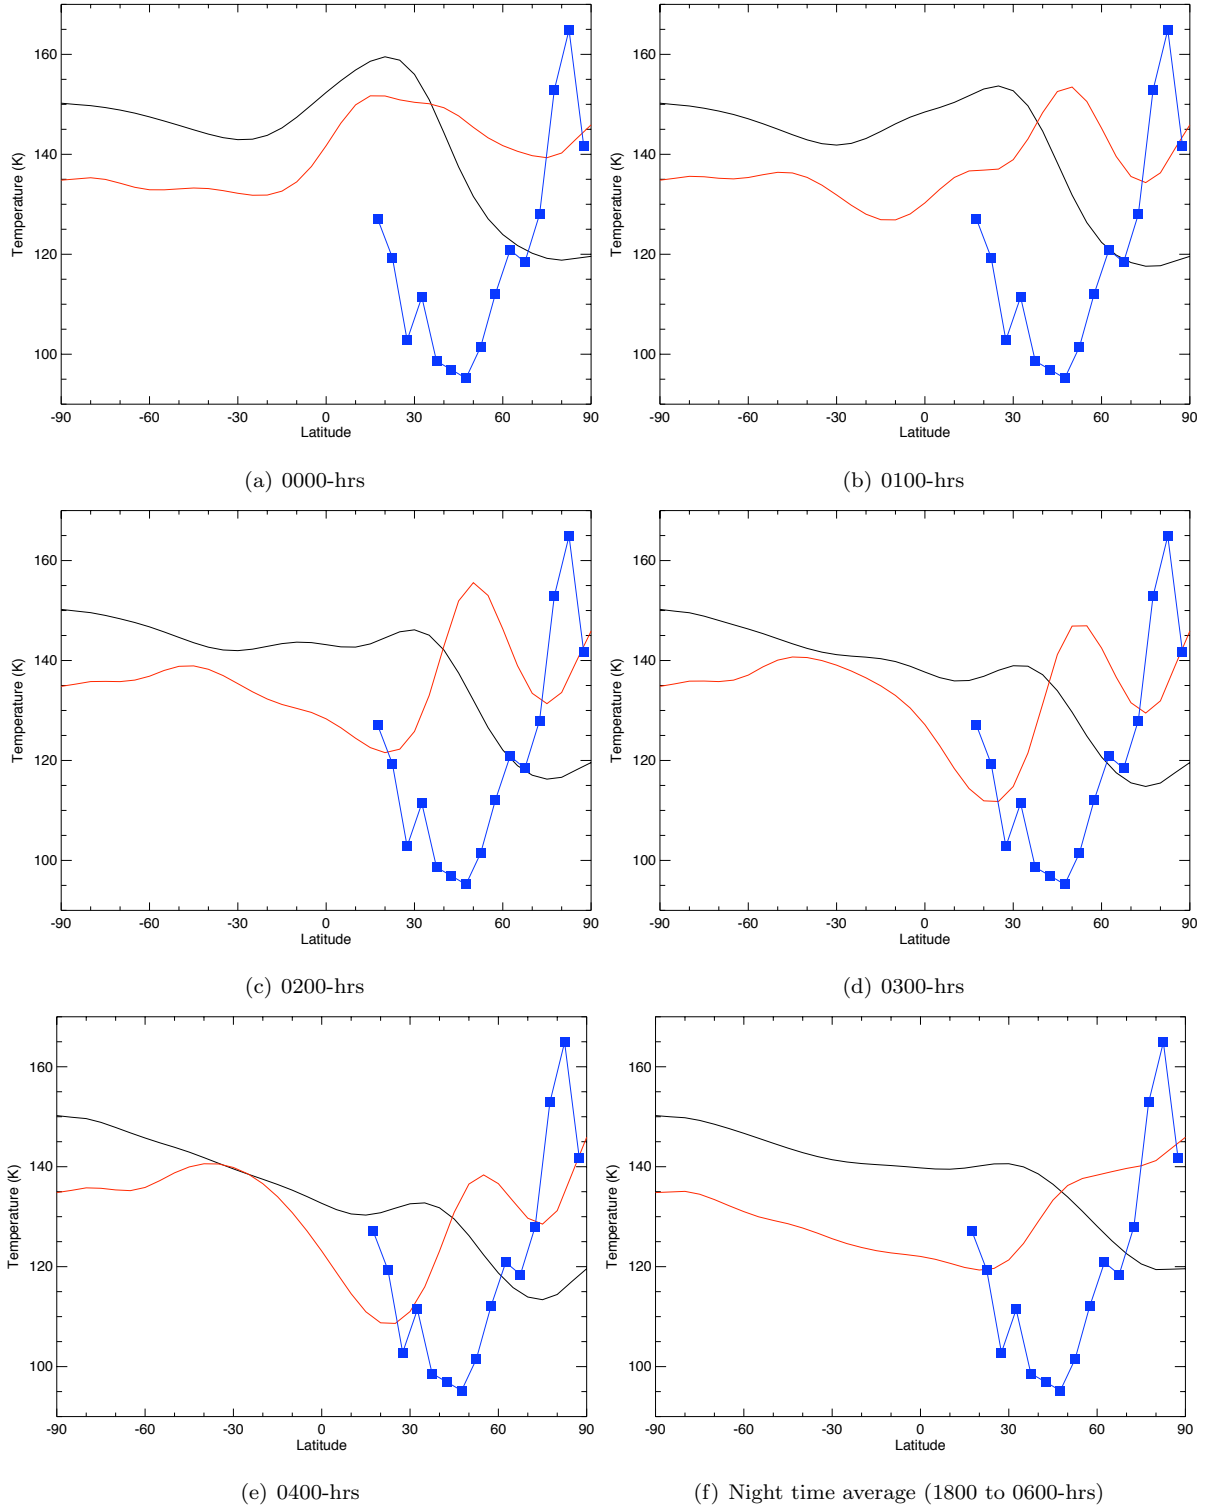 160
140
120
100
Temperature (K)
-90 -60 -30 0 30 60 90
Latitude
(a) 0000-hrs
160
140
120
100
Temperature (K)
-90 -60 -30 0 30 60 90
Latitude
(b) 0100-hrs
160
140
120
100
Temperature (K)
-90 -60 -30 0 30 60 90
Latitude
(c) 0200-hrs
160
140
120
100
Temperature (K)
-90 -60 -30 0 30 60 90
Latitude
(d) 0300-hrs
160
140
120
100
Temperature (K)
-90 -60 -30 0 30 60 90
Latitude
(e) 0400-hrs
160
140
120
100
Temperature (K)
-90 -60 -30 0 30 60 90
Latitude
(f) Night time average (1800 to 0600-hrs)